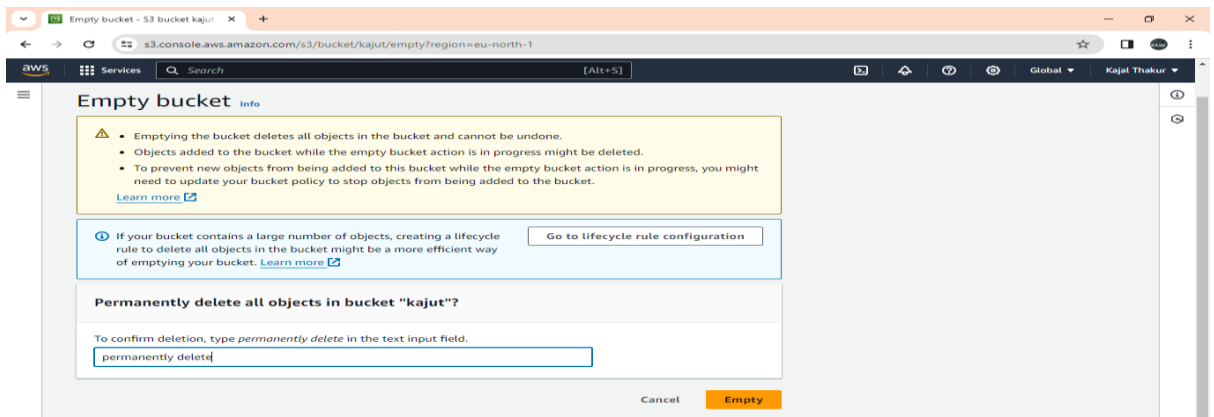 Empty bucket - S3 bucket kajut
s3.console.aws.amazon.com/s3/bucket/kajut/empty?region=eu-north-1
aws
Services
Search
[Alt+S]
Global
Kajal Thakur
Empty bucket Info
• Emptying the bucket deletes all objects in the bucket and cannot be undone.
• Objects added to the bucket while the empty bucket action is in progress might be deleted.
• To prevent new objects from being added to this bucket while the empty bucket action is in progress, you might
need to update your bucket policy to stop objects from being added to the bucket.
Learn more
If your bucket contains a large number of objects, creating a lifecycle
rule to delete all objects in the bucket might be a more efficient way
of emptying your bucket. Learn more
Go to lifecycle rule configuration
Permanently delete all objects in bucket "kajut"?
To confirm deletion, type permanently delete in the text input field.
permanently delete
Cancel
Empty